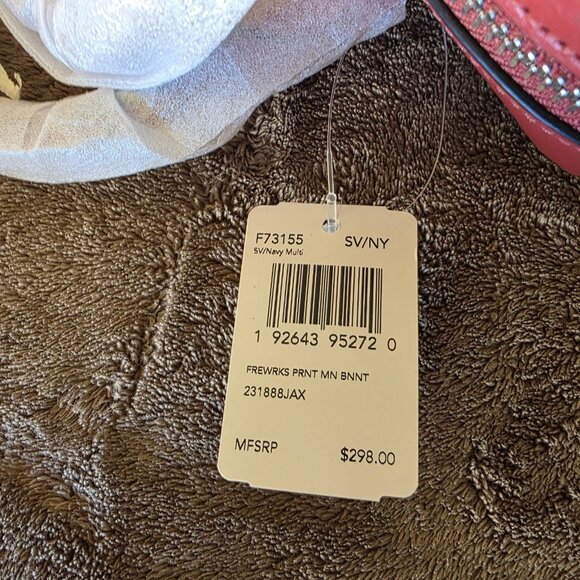 F73155 SV/NY
SV/Navy Multi
1 92643 95272 0
FREWRKS PRNT MN BNNT
231888JAX
MFSRP $298.00